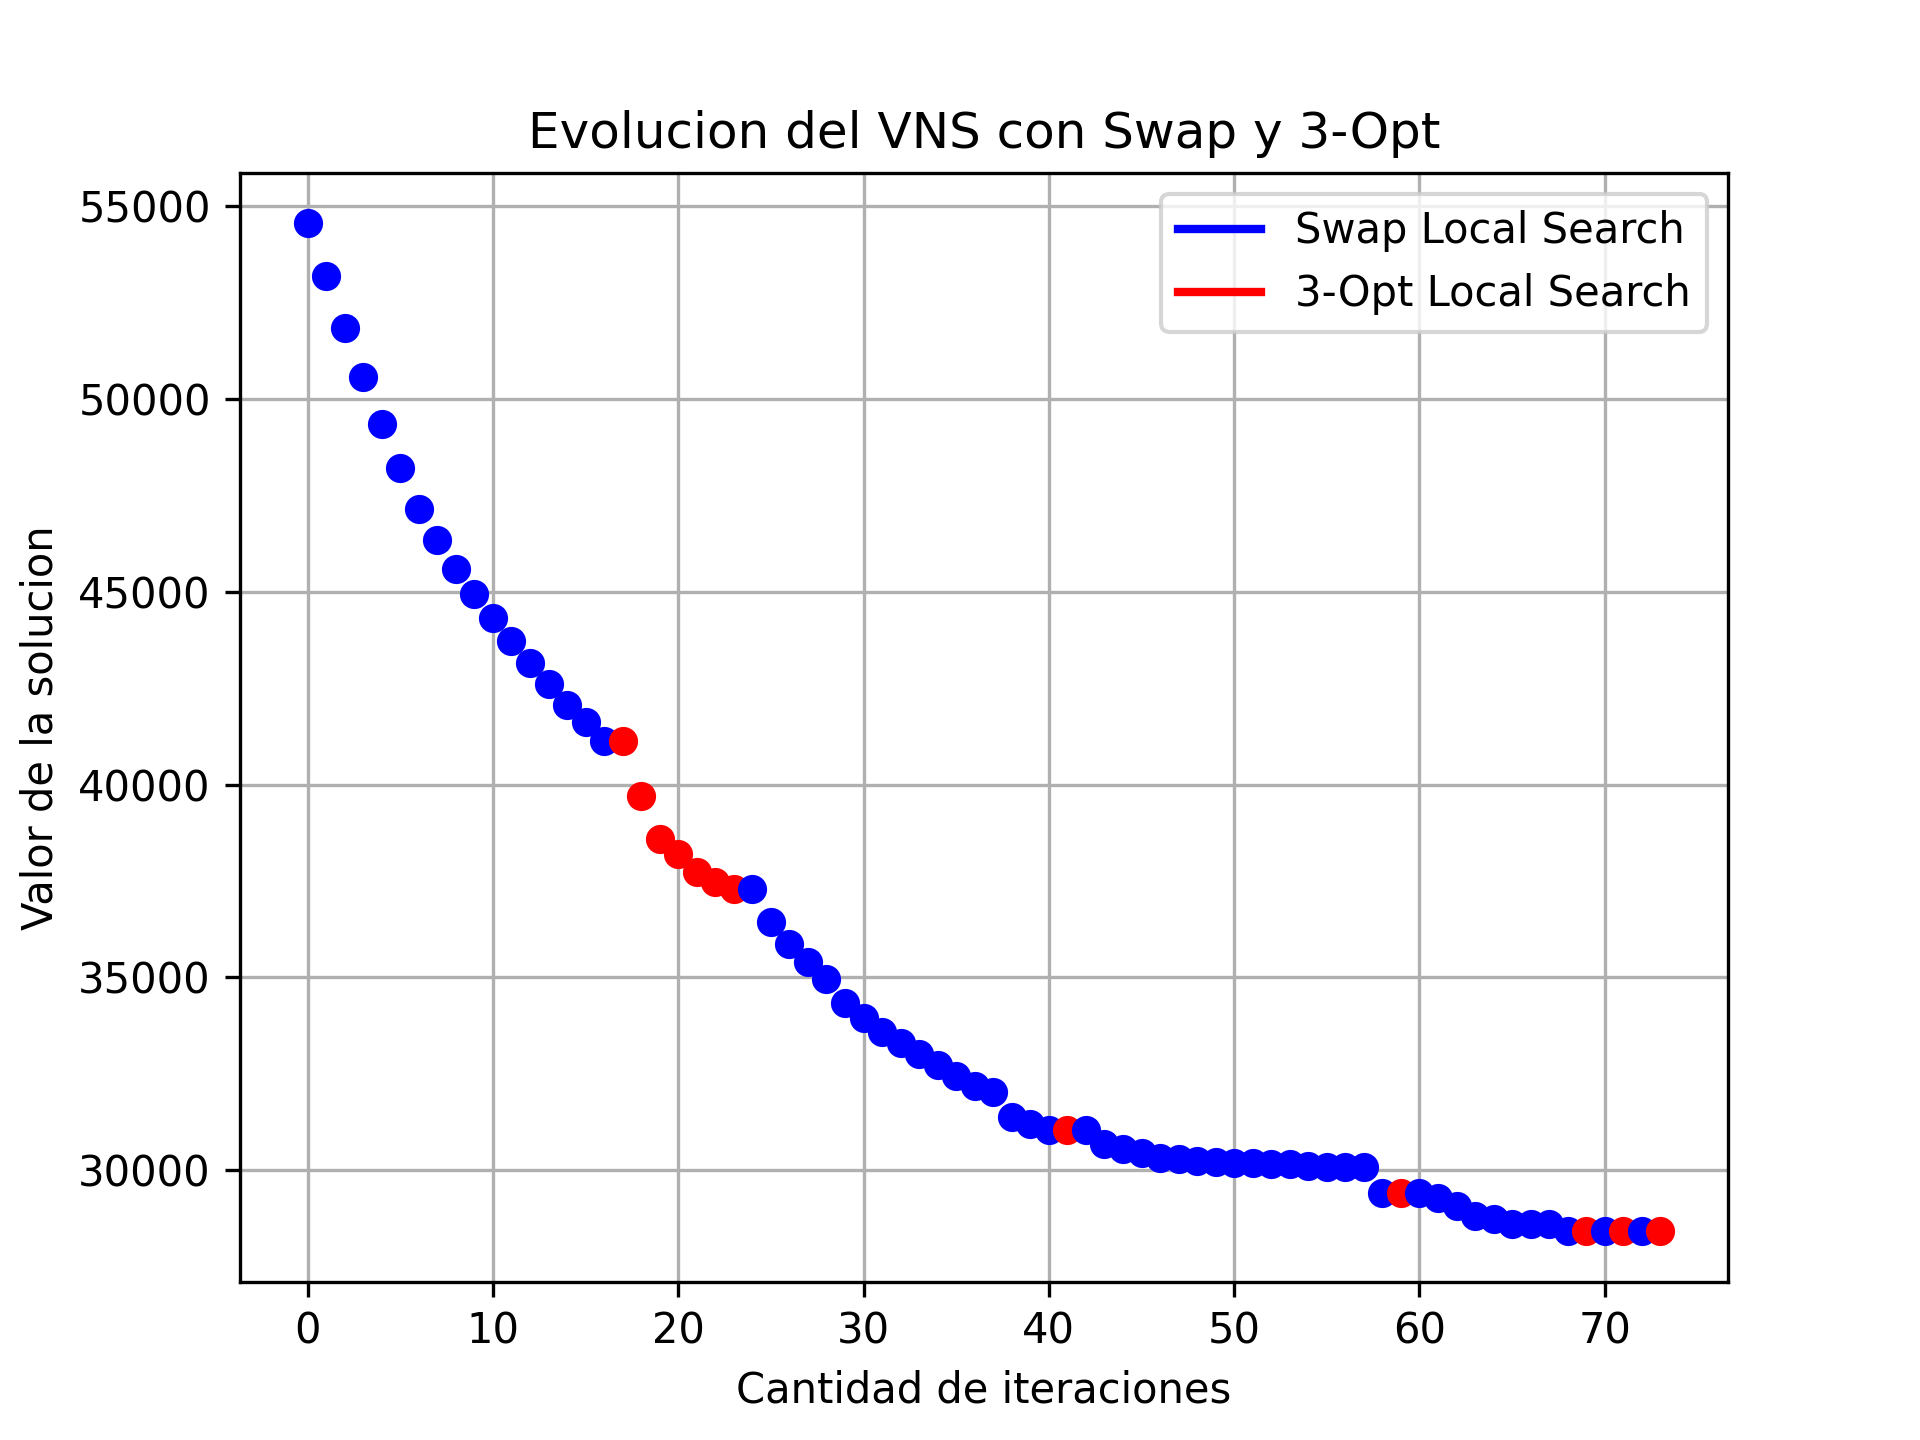 Evolucion del VNS con Swap y 3-Opt
Swap Local Search
3-Opt Local Search
Valor de la solucion
55000
50000
45000
40000
35000
30000
0 10 20 30 40 50 60 70
Cantidad de iteraciones